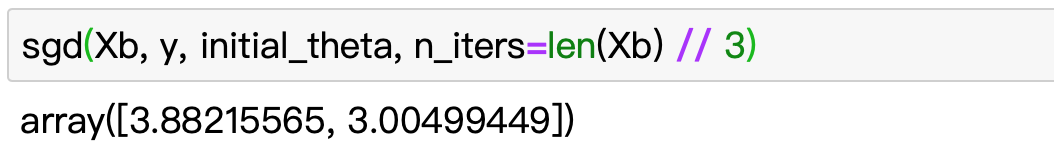 sgd(Xb, y, initial_theta, n_iters=len(Xb) // 3)
array([3.88215565, 3.00499449])